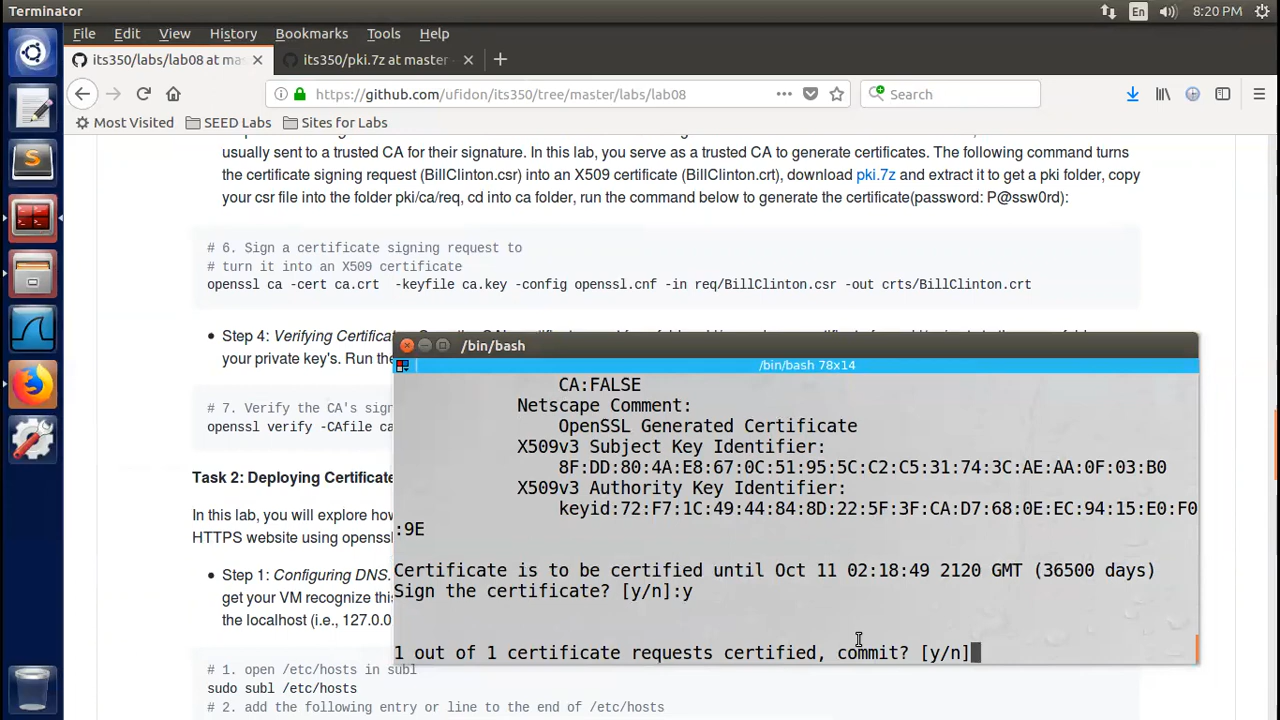 Terminator
En
8:20 PM
File Edit View History Bookmarks Tools Help
its350/labs/lab08 at mas
its350/pki.7z at master ·
https://github.com/ufidon/its350/tree/master/labs/lab08
Search
Most Visited
SEED Labs
Sites for Labs
usually sent to a trusted CA for their signature. In this lab, you serve as a trusted CA to generate certificates. The following command turns
the certificate signing request (BillClinton.csr) into an X509 certificate (BillClinton.crt), download pki.7z and extract it to get a pki folder, copy
your csr file into the folder pki/ca/req, cd into ca folder, run the command below to generate the certificate(password: P@ssw0rd):
# 6. Sign a certificate signing request to
# turn it into an X509 certificate
openssl ca -cert ca.crt -keyfile ca.key -config openssl.cnf -in req/BillClinton.csr -out crts/BillClinton.crt
Step 4: Verifying Certificate
your private key's. Run the
# 7. Verify the CA's sign
openssl verify -CAfile ca
Task 2: Deploying Certificate
In this lab, you will explore how
HTTPS website using openssl
Step 1: Configuring DNS.
get your VM recognize this
the localhost (i.e., 127.0.0
# 1. open /etc/hosts in subl
sudo subl /etc/hosts
# 2. add the following entry or line to the end of /etc/hosts
/bin/bash
/bin/bash 78x14
CA:FALSE
Netscape Comment:
OpenSSL Generated Certificate
X509v3 Subject Key Identifier:
8F:DD:80:4A:E8:67:0C:51:95:5C:C2:C5:31:74:3C:AE:AA:0F:03:B0
X509v3 Authority Key Identifier:
keyid:72:F7:1C:49:44:84:8D:22:5F:3F:CA:D7:68:0E:EC:94:15:E0:F0
:9E
Certificate is to be certified until Oct 11 02:18:49 2120 GMT (36500 days)
Sign the certificate? [y/n]:y
1 out of 1 certificate requests certified, commit? [y/n]